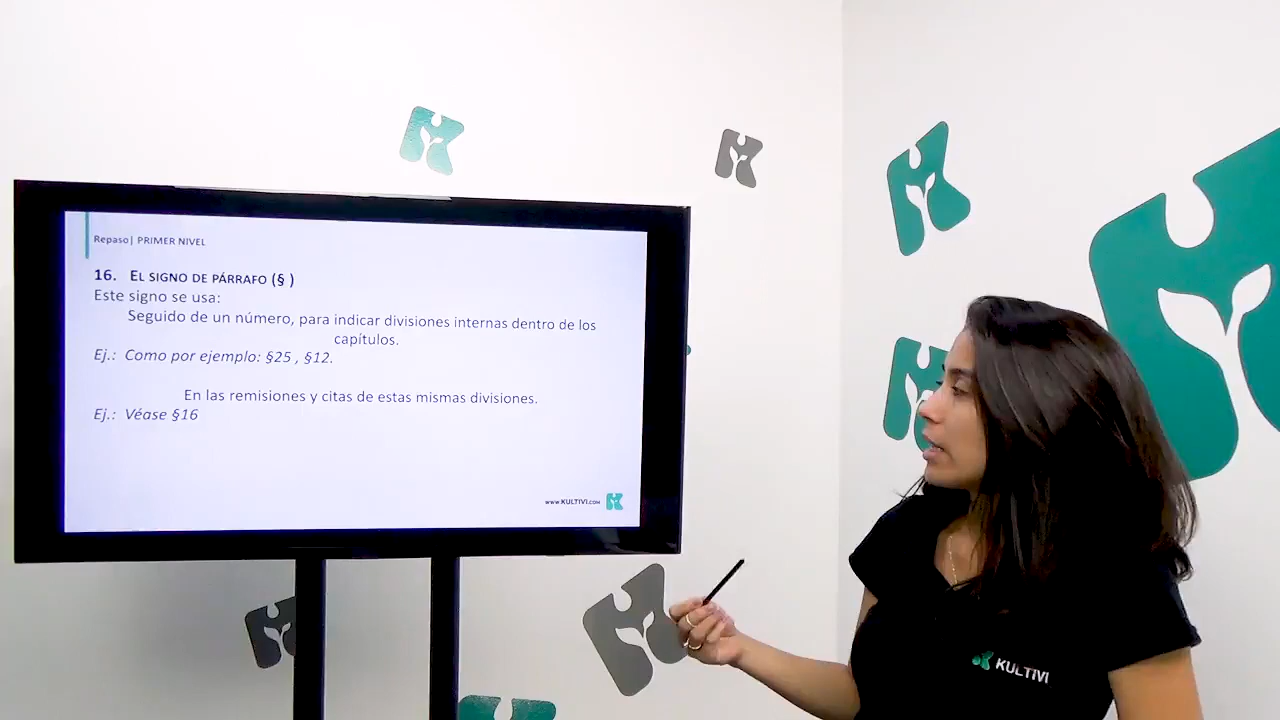 Repaso| PRIMER NIVEL
16. EL SIGNO DE PÁRRAFO (§ )
Este signo se usa:
Seguido de un número, para indicar divisiones internas dentro de los
capítulos.
Ej.: Como por ejemplo: §25 , §12.
En las remisiones y citas de estas mismas divisiones.
Ej.: Véase §16
www.KULTIVI.COM
KULTIVI